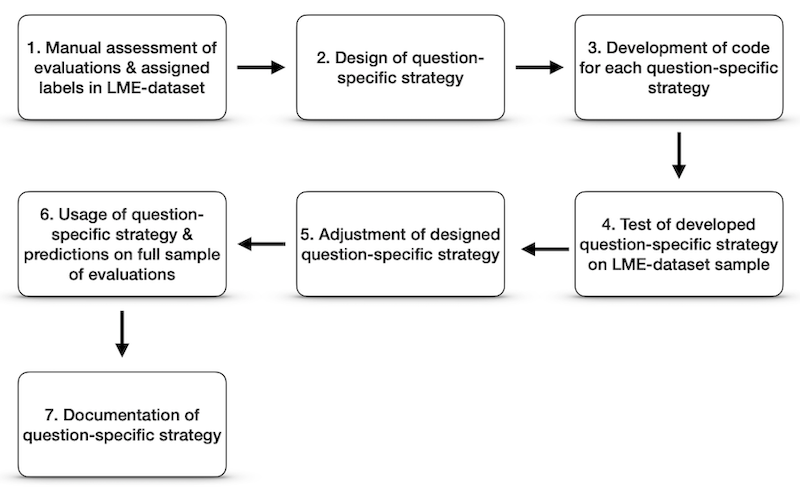 1. Manual assessment of
evaluations & assigned
labels in LME-dataset
2. Design of question-
specific strategy
3. Development of code
for each question-specific
strategy
4. Test of developed
question-specific strategy
on LME-dataset sample
5. Adjustment of designed
question-specific strategy
6. Usage of question-
specific strategy &
predictions on full sample
of evaluations
7. Documentation of
question-specific strategy